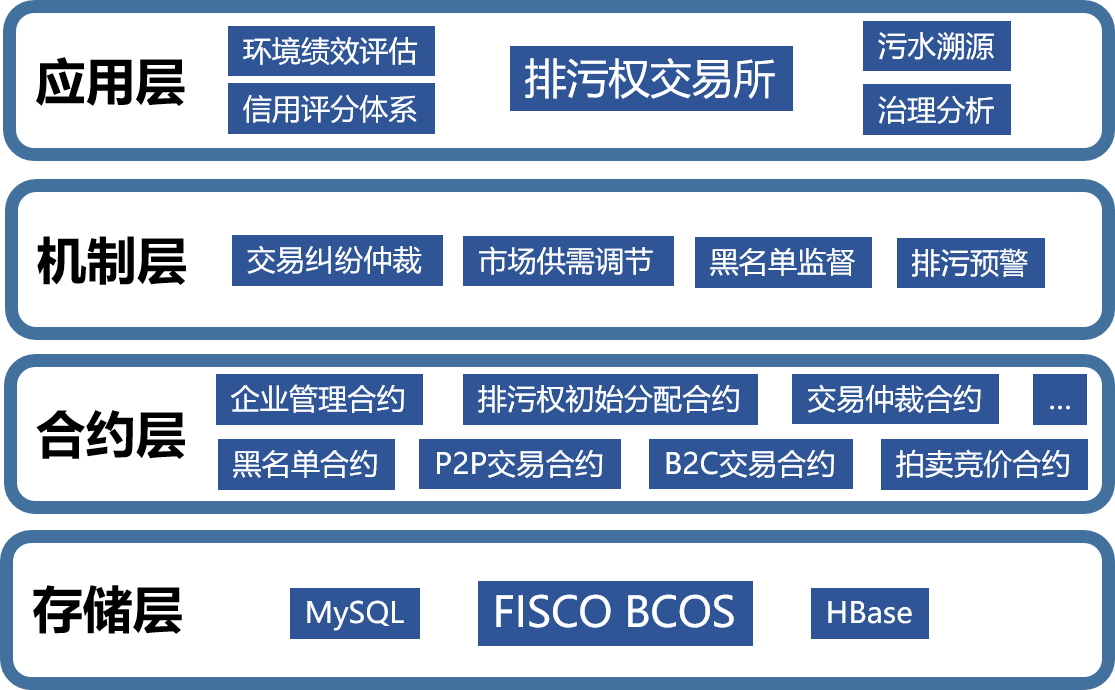 应用层
环境绩效评估
信用评分体系
排污权交易所
污水溯源
治理分析
机制层
交易纠纷仲裁
市场供需调节
黑名单监督
排污预警
合约层
企业管理合约
排污权初始分配合约
交易仲裁合约
...
黑名单合约
P2P交易合约
B2C交易合约
拍卖竞价合约
存储层
MySQL
FISCO BCOS
HBase